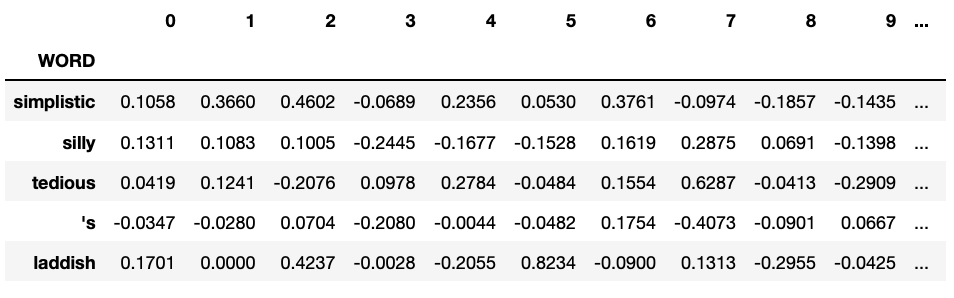 0 1 2 3 4 5 6 7 8 9 ...
WORD
simplistic 0.1058 0.3660 0.4602 -0.0689 0.2356 0.0530 0.3761 -0.0974 -0.1857 -0.1435 ...
silly 0.1311 0.1083 0.1005 -0.2445 -0.1677 -0.1528 0.1619 0.2875 0.0691 -0.1398 ...
tedious 0.0419 0.1241 -0.2076 0.0978 0.2784 -0.0484 0.1554 0.6287 -0.0413 -0.2909 ...
's -0.0347 -0.0280 0.0704 -0.2080 -0.0044 -0.0482 0.1754 -0.4073 -0.0901 0.0667 ...
laddish 0.1701 0.0000 0.4237 -0.0028 -0.2055 0.8234 -0.0900 0.1313 -0.2955 -0.0425 ...